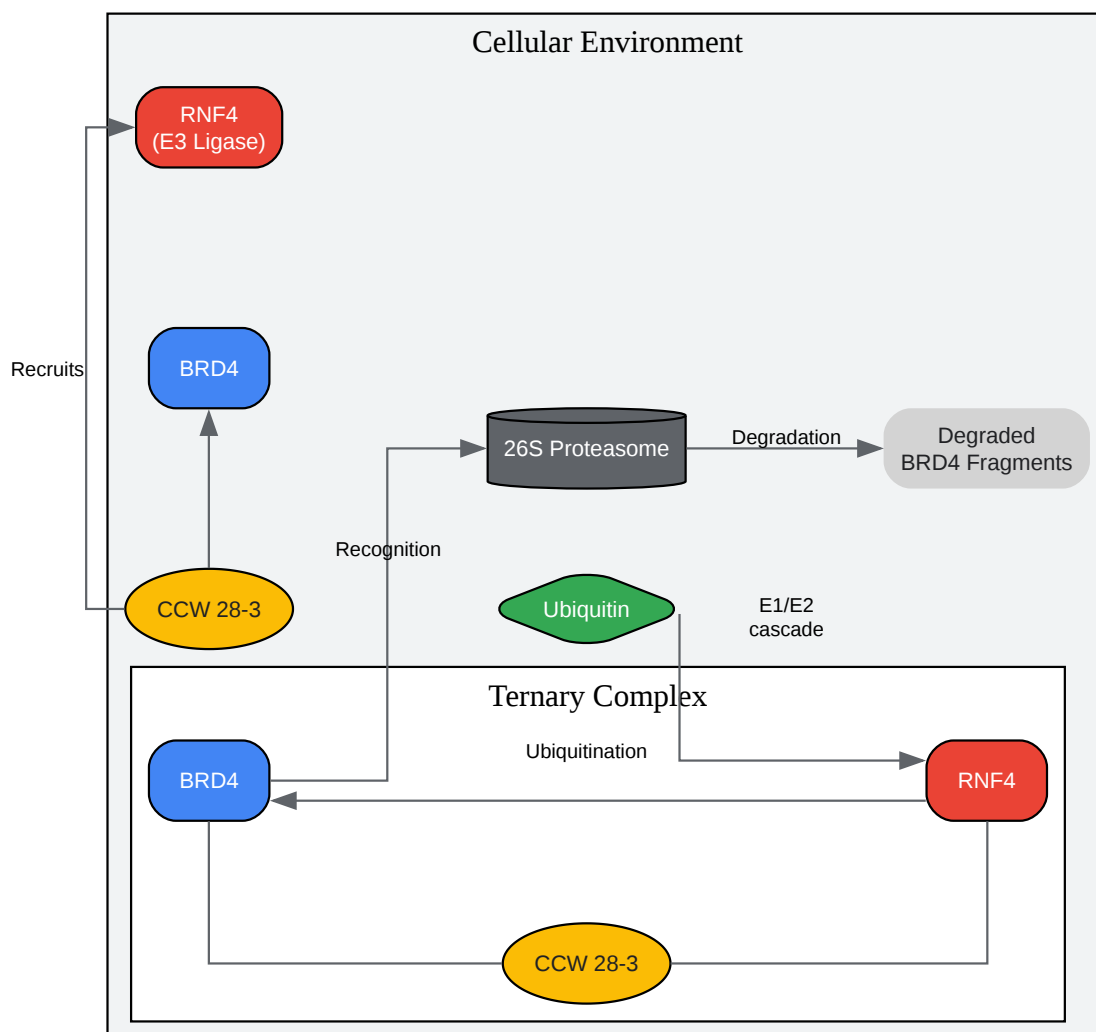 Cellular Environment
RNF4
(E3 Ligase)
Recruits
BRD4
26S Proteasome
Degradation
Degraded
BRD4 Fragments
Recognition
CCW 28-3
Ubiquitin
E1/E2
cascade
Ternary Complex
Ubiquitination
BRD4
RNF4
CCW 28-3